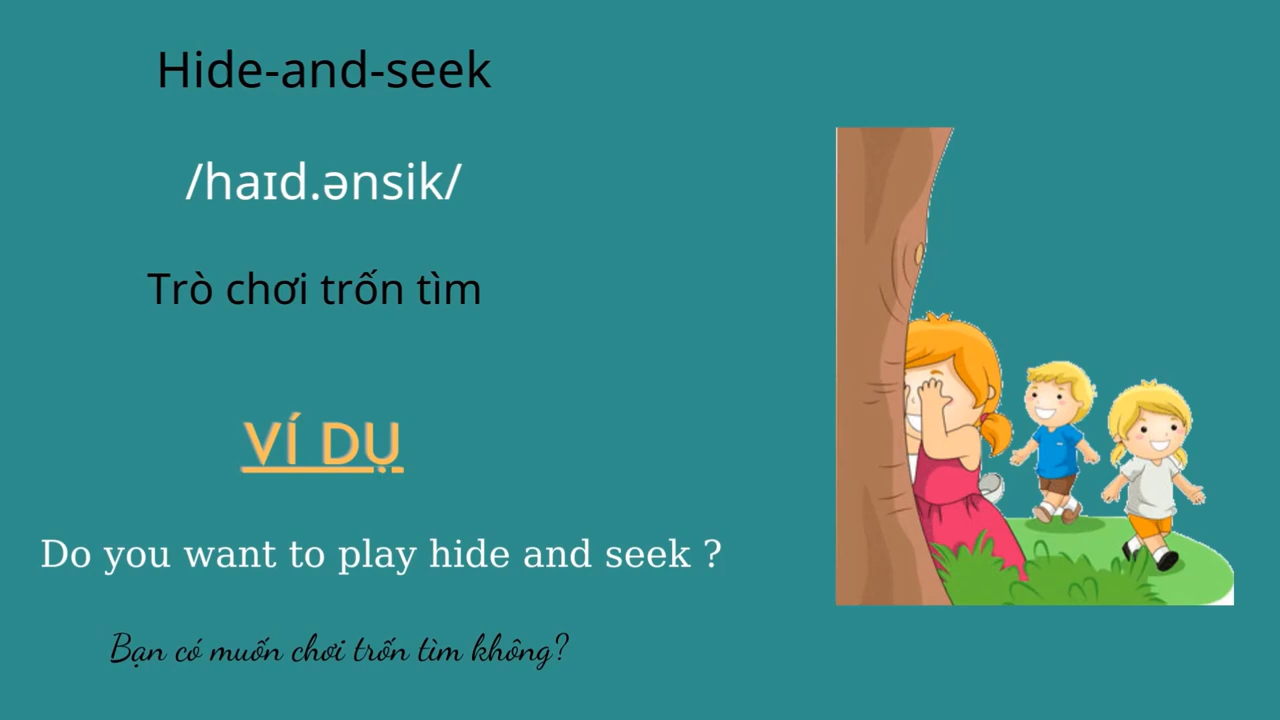 Hide-and-seek
/haɪd.ənsik/
Trò chơi trốn tìm
VÍ DỤ
Do you want to play hide and seek ?
Bạn có muốn chơi trốn tìm không?